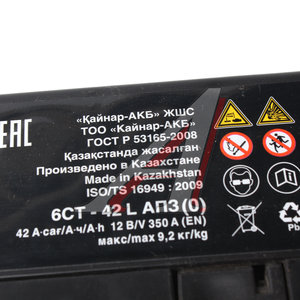 EAC
«Қайнар-АКБ» ЖШС
ТОО «Кайнар-АКБ»
ГОСТ Р 53165-2008
Қазақстанда жасалған
Произведено в Казахстане
Made in Kazakhstan
ISO/TS 16949 : 2009
6СТ - 42 L АПЗ (0)
42 А·сағ/А·ч/A·h 12 В/V 350 А (EN)
макс/max 9,2 кг/kg
Pb